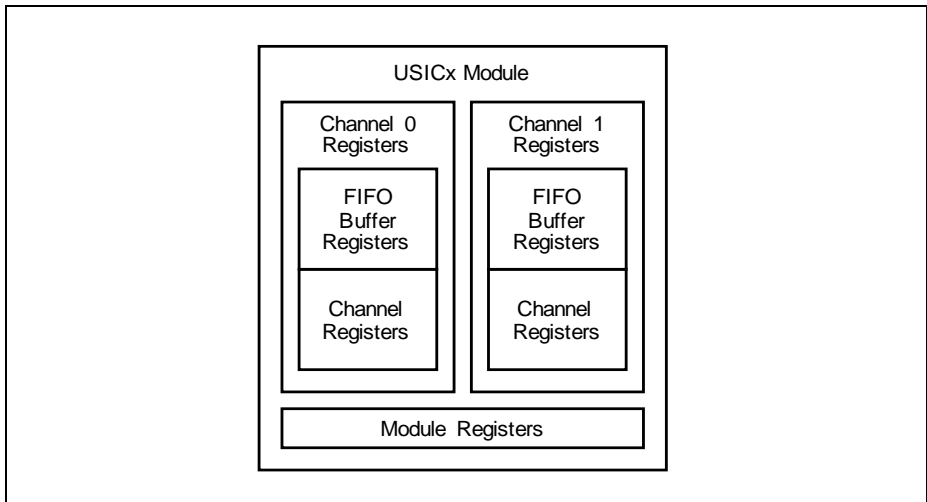 USICx Module
Channel 0
Registers
FIFO
Buffer
Registers
Channel
Registers
Channel 1
Registers
FIFO
Buffer
Registers
Channel
Registers
Module Registers